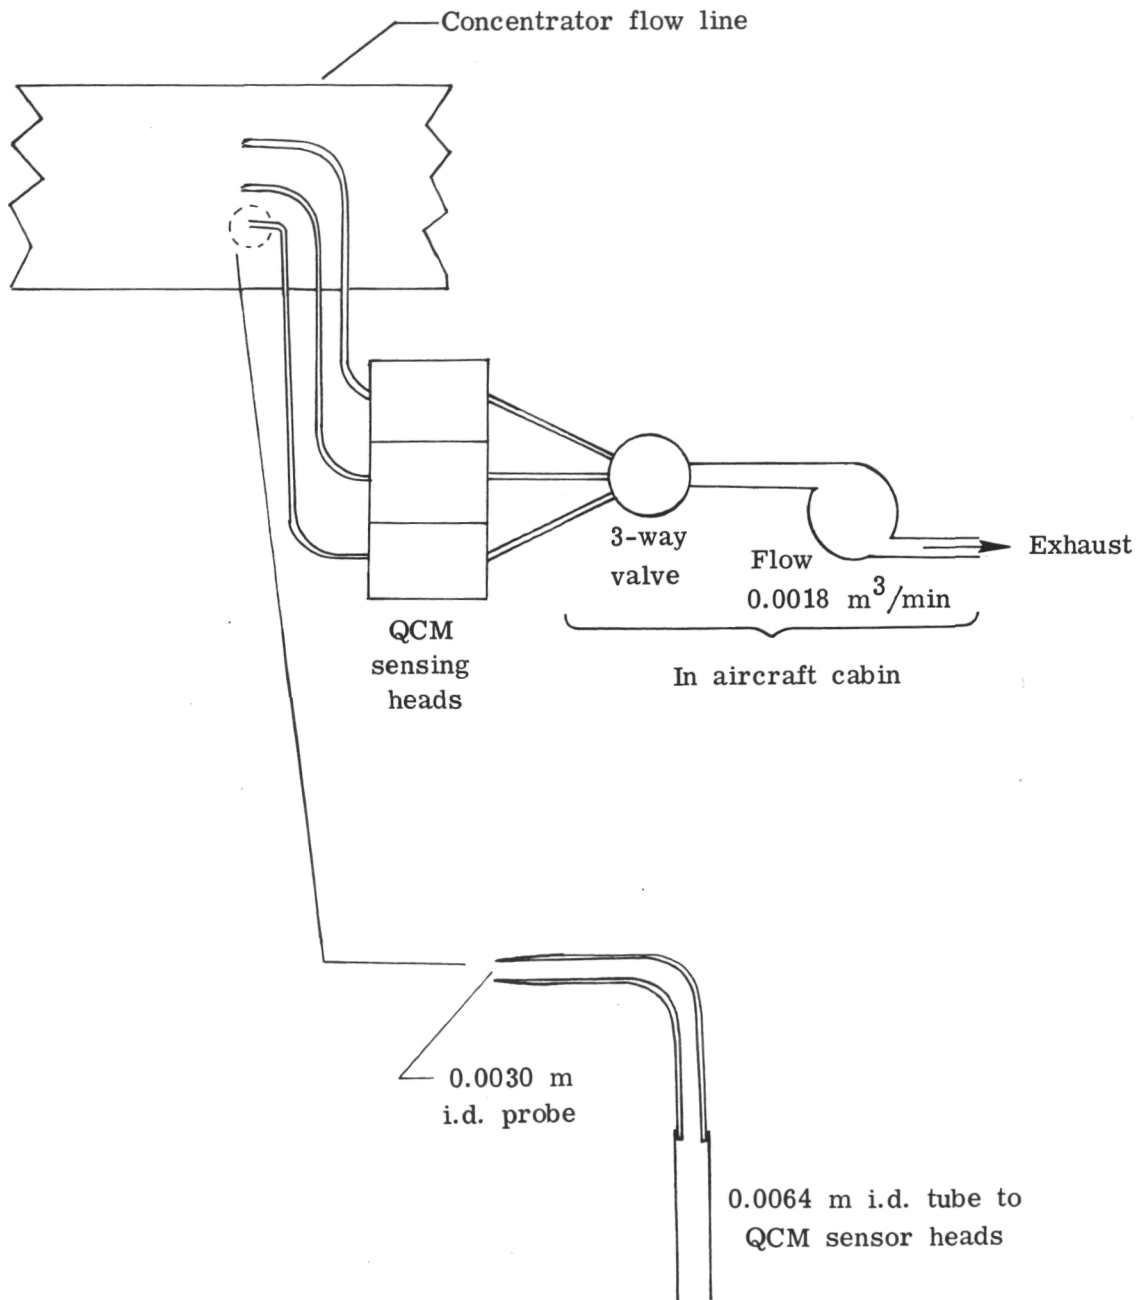 Concentrator flow line
3-way
valve
Flow
0.0018 m³/min
Exhaust
QCM
sensing
heads
In aircraft cabin
0.0030 m
i.d. probe
0.0064 m i.d. tube to
QCM sensor heads